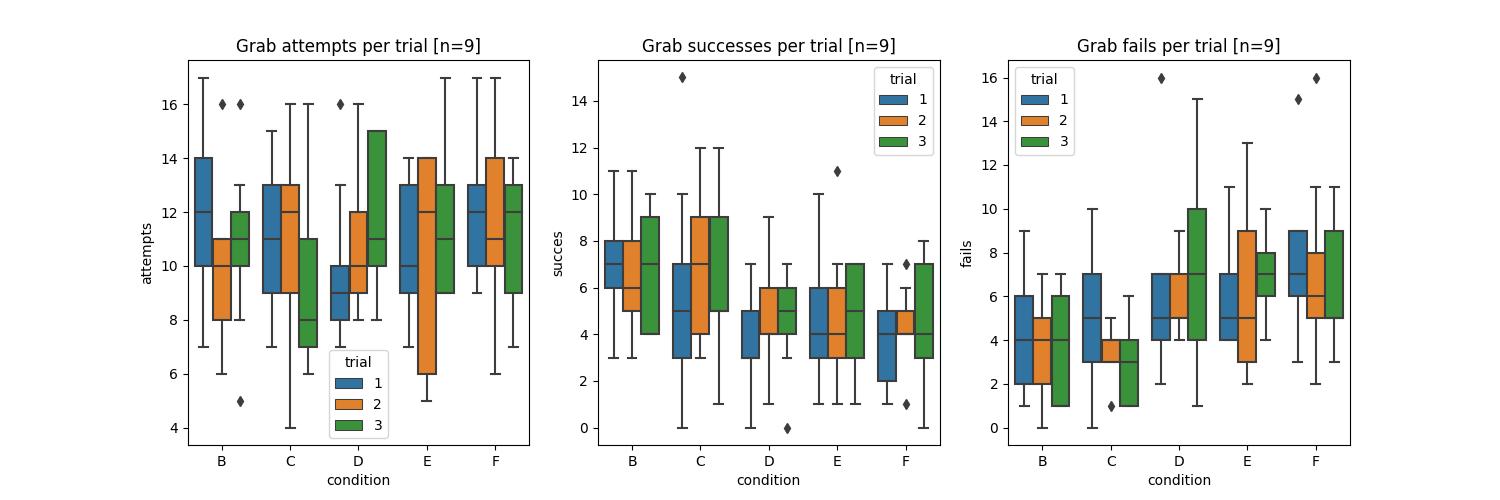 Grab attempts per trial [n=9]
attempts
16
14
12
10
8
6
4
trial
1
2
3
B C D E F
condition
Grab successes per trial [n=9]
succes
14
12
10
8
6
4
2
0
trial
1
2
3
B C D E F
condition
Grab fails per trial [n=9]
fails
16
14
12
10
8
6
4
2
0
trial
1
2
3
B C D E F
condition